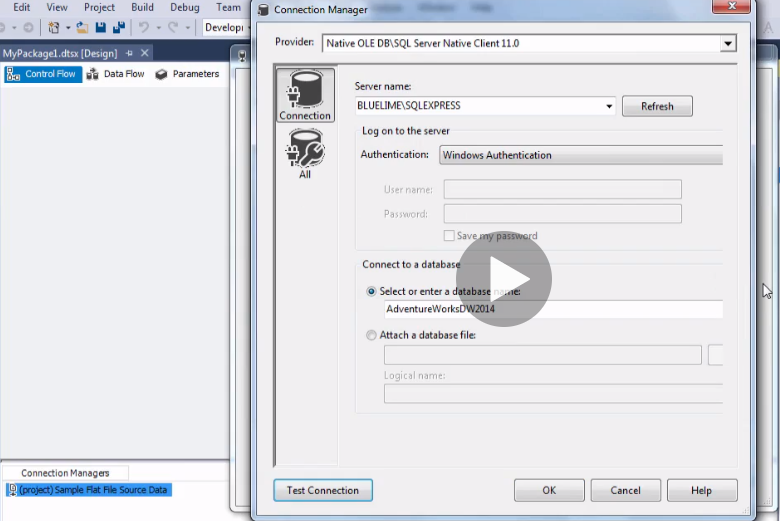 Edit View Project Build Debug Team
Connection Manager
Developi
Provider: Native OLE DB\SQL Server Native Client 11.0
MyPackage1.dtsx [Design]
Control Flow Data Flow Parameters
Connection
All
Server name:
BLUELIME\SQLEXPRESS Refresh
Log on to the server
Authentication: Windows Authentication
User name:
Password:
Save my password
Connect to a database
Select or enter a database name:
AdventureWorksDW2014
Attach a database file:
Logical name:
Connection Managers
(project) Sample Flat File Source Data
Test Connection OK Cancel Help